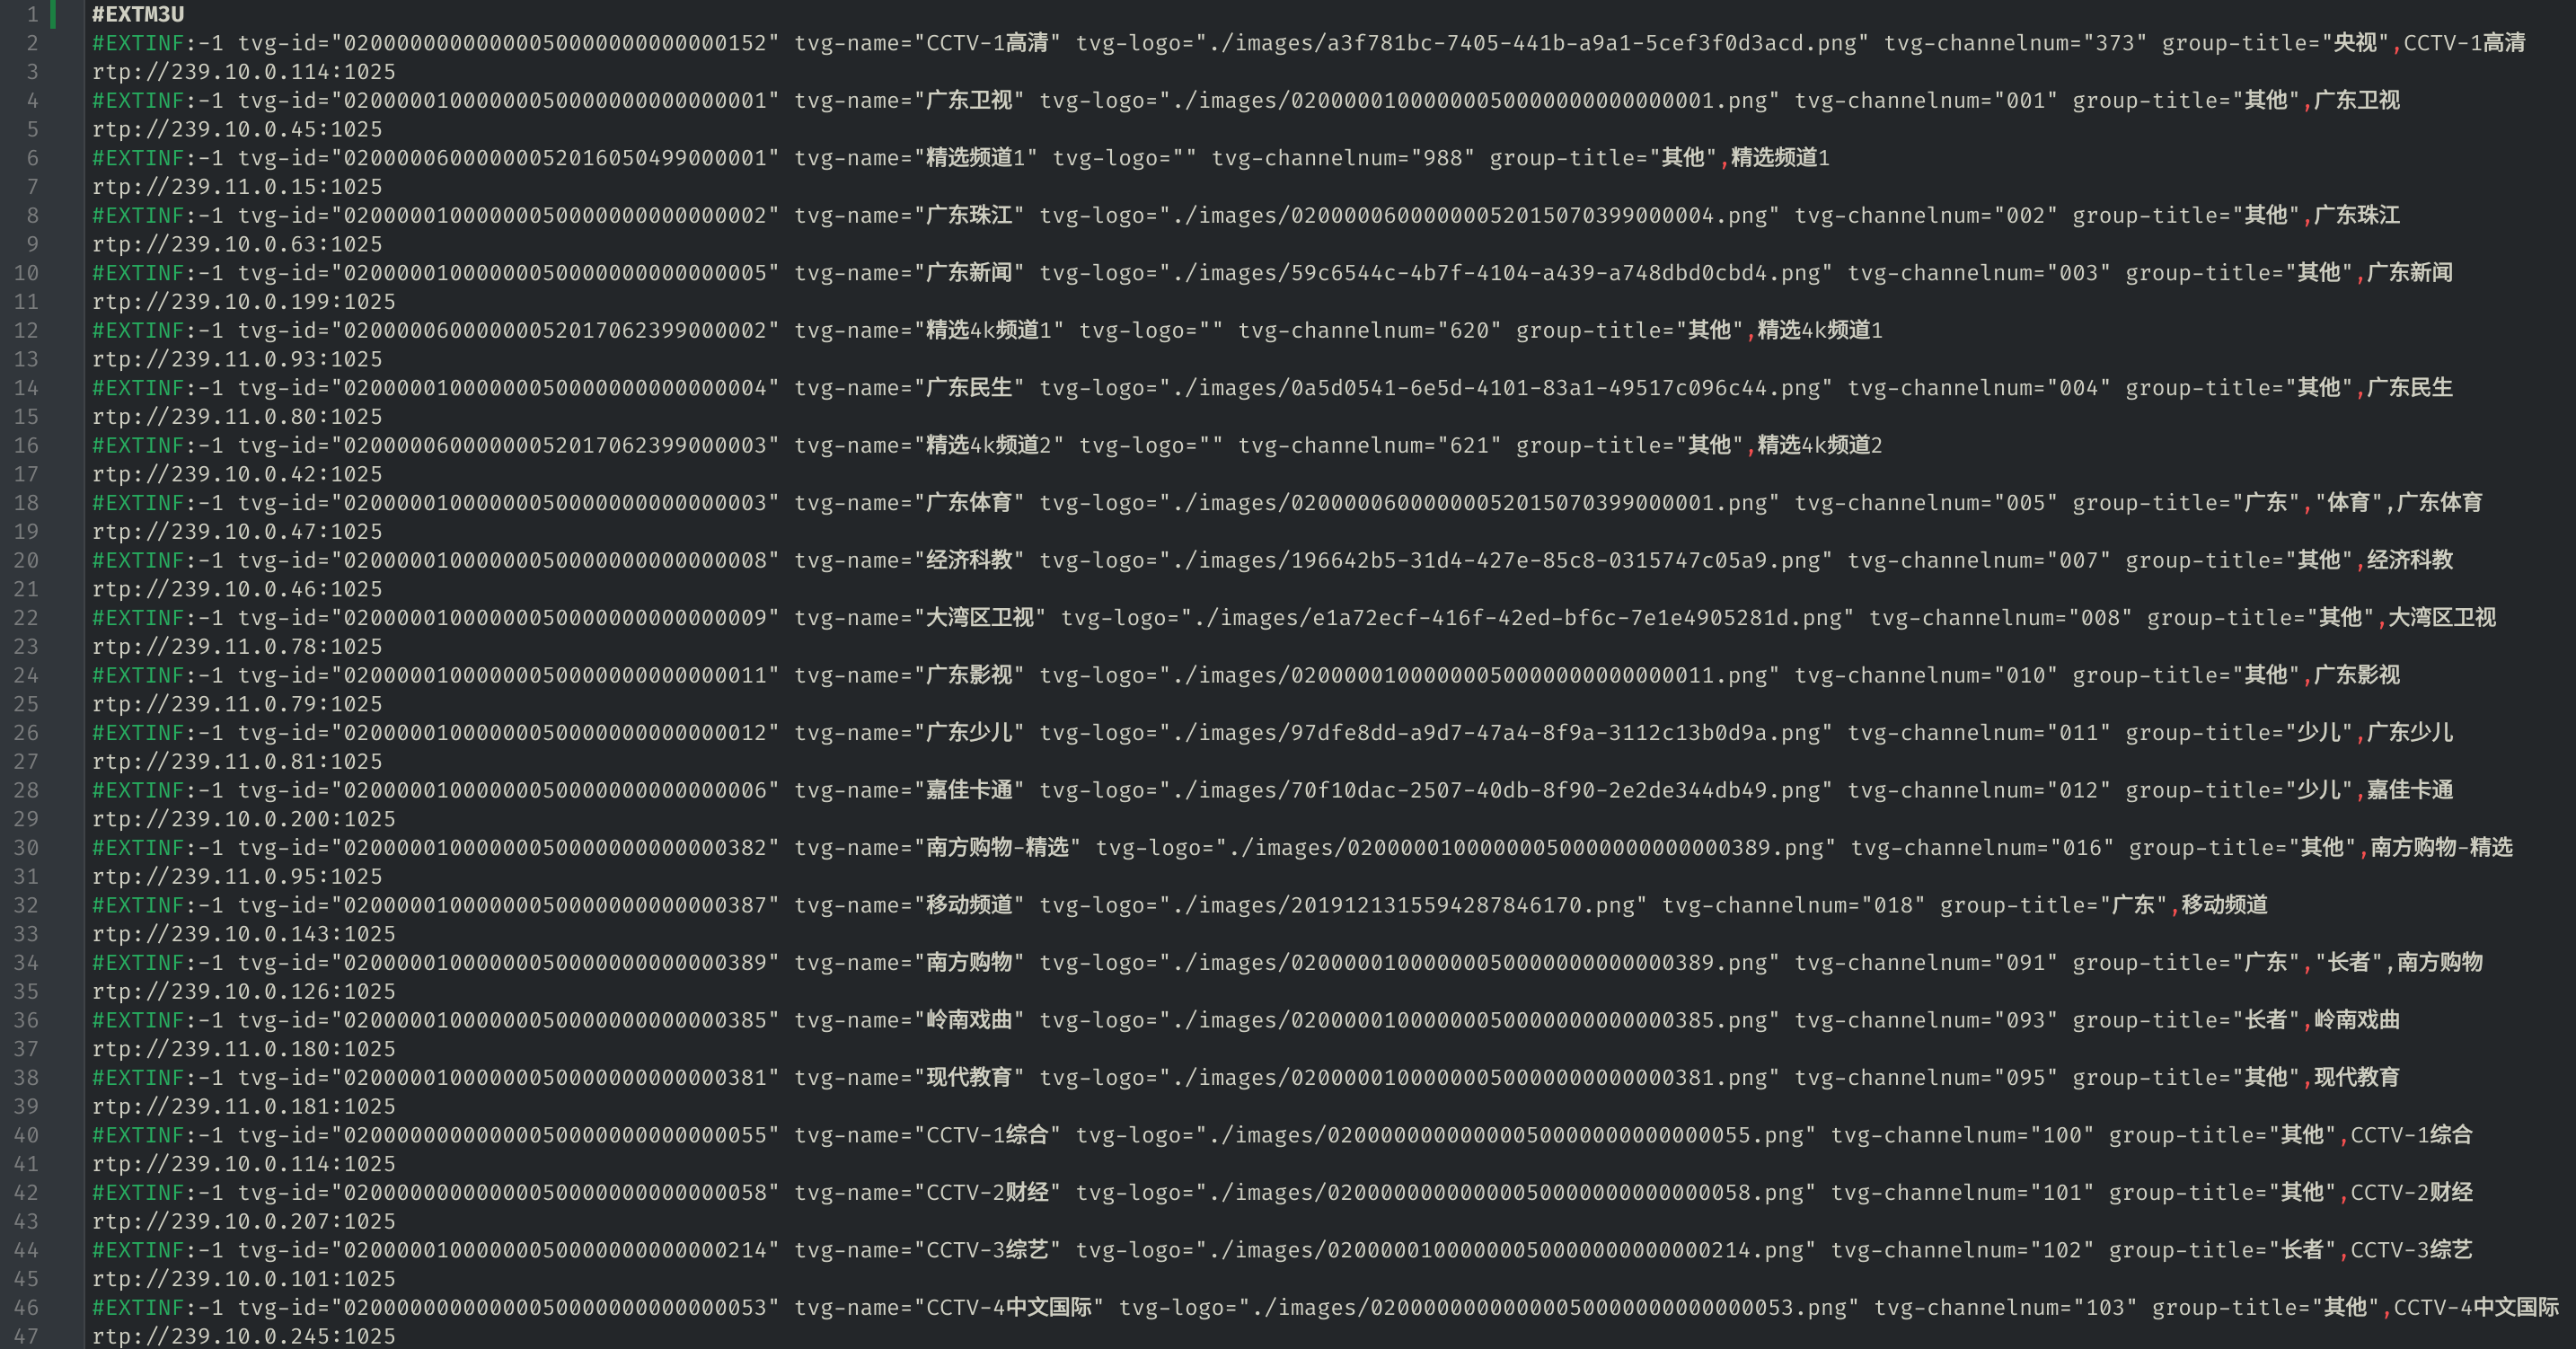 1 #EXTM3U
2 #EXTINF:-1 tvg-id="02000000000000050000000000000152" tvg-name="CCTV-1高清" tvg-logo="./images/a3f781bc-7405-441b-a9a1-5cef3f0d3acd.png" tvg-channelnum="373" group-title="央视",CCTV-1高清
3 rtp://239.10.0.114:1025
4 #EXTINF:-1 tvg-id="02000001000000050000000000000001" tvg-name="广东卫视" tvg-logo="./images/02000001000000050000000000000001.png" tvg-channelnum="001" group-title="其他",广东卫视
5 rtp://239.10.0.45:1025
6 #EXTINF:-1 tvg-id="02000006000000052016050499000001" tvg-name="精选频道1" tvg-logo="" tvg-channelnum="988" group-title="其他",精选频道1
7 rtp://239.11.0.15:1025
8 #EXTINF:-1 tvg-id="02000001000000050000000000000002" tvg-name="广东珠江" tvg-logo="./images/02000006000000052015070399000004.png" tvg-channelnum="002" group-title="其他",广东珠江
9 rtp://239.10.0.63:1025
10 #EXTINF:-1 tvg-id="02000001000000050000000000000005" tvg-name="广东新闻" tvg-logo="./images/59c6544c-4b7f-4104-a439-a748dbd0cbd4.png" tvg-channelnum="003" group-title="其他",广东新闻
11 rtp://239.10.0.199:1025
12 #EXTINF:-1 tvg-id="02000006000000052017062399000002" tvg-name="精选4k频道1" tvg-logo="" tvg-channelnum="620" group-title="其他",精选4k频道1
13 rtp://239.11.0.93:1025
14 #EXTINF:-1 tvg-id="02000001000000050000000000000004" tvg-name="广东民生" tvg-logo="./images/0a5d0541-6e5d-4101-83a1-49517c096c44.png" tvg-channelnum="004" group-title="其他",广东民生
15 rtp://239.11.0.80:1025
16 #EXTINF:-1 tvg-id="02000006000000052017062399000003" tvg-name="精选4k频道2" tvg-logo="" tvg-channelnum="621" group-title="其他",精选4k频道2
17 rtp://239.10.0.42:1025
18 #EXTINF:-1 tvg-id="02000001000000050000000000000003" tvg-name="广东体育" tvg-logo="./images/02000006000000052015070399000001.png" tvg-channelnum="005" group-title="广东","体育",广东体育
19 rtp://239.10.0.47:1025
20 #EXTINF:-1 tvg-id="02000001000000050000000000000008" tvg-name="经济科教" tvg-logo="./images/196642b5-31d4-427e-85c8-0315747c05a9.png" tvg-channelnum="007" group-title="其他",经济科教
21 rtp://239.10.0.46:1025
22 #EXTINF:-1 tvg-id="02000001000000050000000000000009" tvg-name="大湾区卫视" tvg-logo="./images/e1a72ecf-416f-42ed-bf6c-7e1e4905281d.png" tvg-channelnum="008" group-title="其他",大湾区卫视
23 rtp://239.11.0.78:1025
24 #EXTINF:-1 tvg-id="02000001000000050000000000000011" tvg-name="广东影视" tvg-logo="./images/02000001000000050000000000000011.png" tvg-channelnum="010" group-title="其他",广东影视
25 rtp://239.11.0.79:1025
26 #EXTINF:-1 tvg-id="02000001000000050000000000000012" tvg-name="广东少儿" tvg-logo="./images/97dfe8dd-a9d7-47a4-8f9a-3112c13b0d9a.png" tvg-channelnum="011" group-title="少儿",广东少儿
27 rtp://239.11.0.81:1025
28 #EXTINF:-1 tvg-id="02000001000000050000000000000006" tvg-name="嘉佳卡通" tvg-logo="./images/70f10dac-2507-40db-8f90-2e2de344db49.png" tvg-channelnum="012" group-title="少儿",嘉佳卡通
29 rtp://239.10.0.200:1025
30 #EXTINF:-1 tvg-id="02000001000000050000000000000382" tvg-name="南方购物-精选" tvg-logo="./images/02000001000000050000000000000389.png" tvg-channelnum="016" group-title="其他",南方购物-精选
31 rtp://239.11.0.95:1025
32 #EXTINF:-1 tvg-id="02000001000000050000000000000387" tvg-name="移动频道" tvg-logo="./images/2019121315594287846170.png" tvg-channelnum="018" group-title="广东",移动频道
33 rtp://239.10.0.143:1025
34 #EXTINF:-1 tvg-id="02000001000000050000000000000389" tvg-name="南方购物" tvg-logo="./images/02000001000000050000000000000389.png" tvg-channelnum="091" group-title="广东","长者",南方购物
35 rtp://239.10.0.126:1025
36 #EXTINF:-1 tvg-id="02000001000000050000000000000385" tvg-name="岭南戏曲" tvg-logo="./images/02000001000000050000000000000385.png" tvg-channelnum="093" group-title="长者",岭南戏曲
37 rtp://239.11.0.180:1025
38 #EXTINF:-1 tvg-id="02000001000000050000000000000381" tvg-name="现代教育" tvg-logo="./images/02000001000000050000000000000381.png" tvg-channelnum="095" group-title="其他",现代教育
39 rtp://239.11.0.181:1025
40 #EXTINF:-1 tvg-id="02000000000000050000000000000055" tvg-name="CCTV-1综合" tvg-logo="./images/02000000000000050000000000000055.png" tvg-channelnum="100" group-title="其他",CCTV-1综合
41 rtp://239.10.0.114:1025
42 #EXTINF:-1 tvg-id="02000000000000050000000000000058" tvg-name="CCTV-2财经" tvg-logo="./images/02000000000000050000000000000058.png" tvg-channelnum="101" group-title="其他",CCTV-2财经
43 rtp://239.10.0.207:1025
44 #EXTINF:-1 tvg-id="02000001000000050000000000000214" tvg-name="CCTV-3综艺" tvg-logo="./images/02000001000000050000000000000214.png" tvg-channelnum="102" group-title="长者",CCTV-3综艺
45 rtp://239.10.0.101:1025
46 #EXTINF:-1 tvg-id="02000000000000050000000000000053" tvg-name="CCTV-4中文国际" tvg-logo="./images/02000000000000050000000000000053.png" tvg-channelnum="103" group-title="其他",CCTV-4中文国际
47 rtp://239.10.0.245:1025